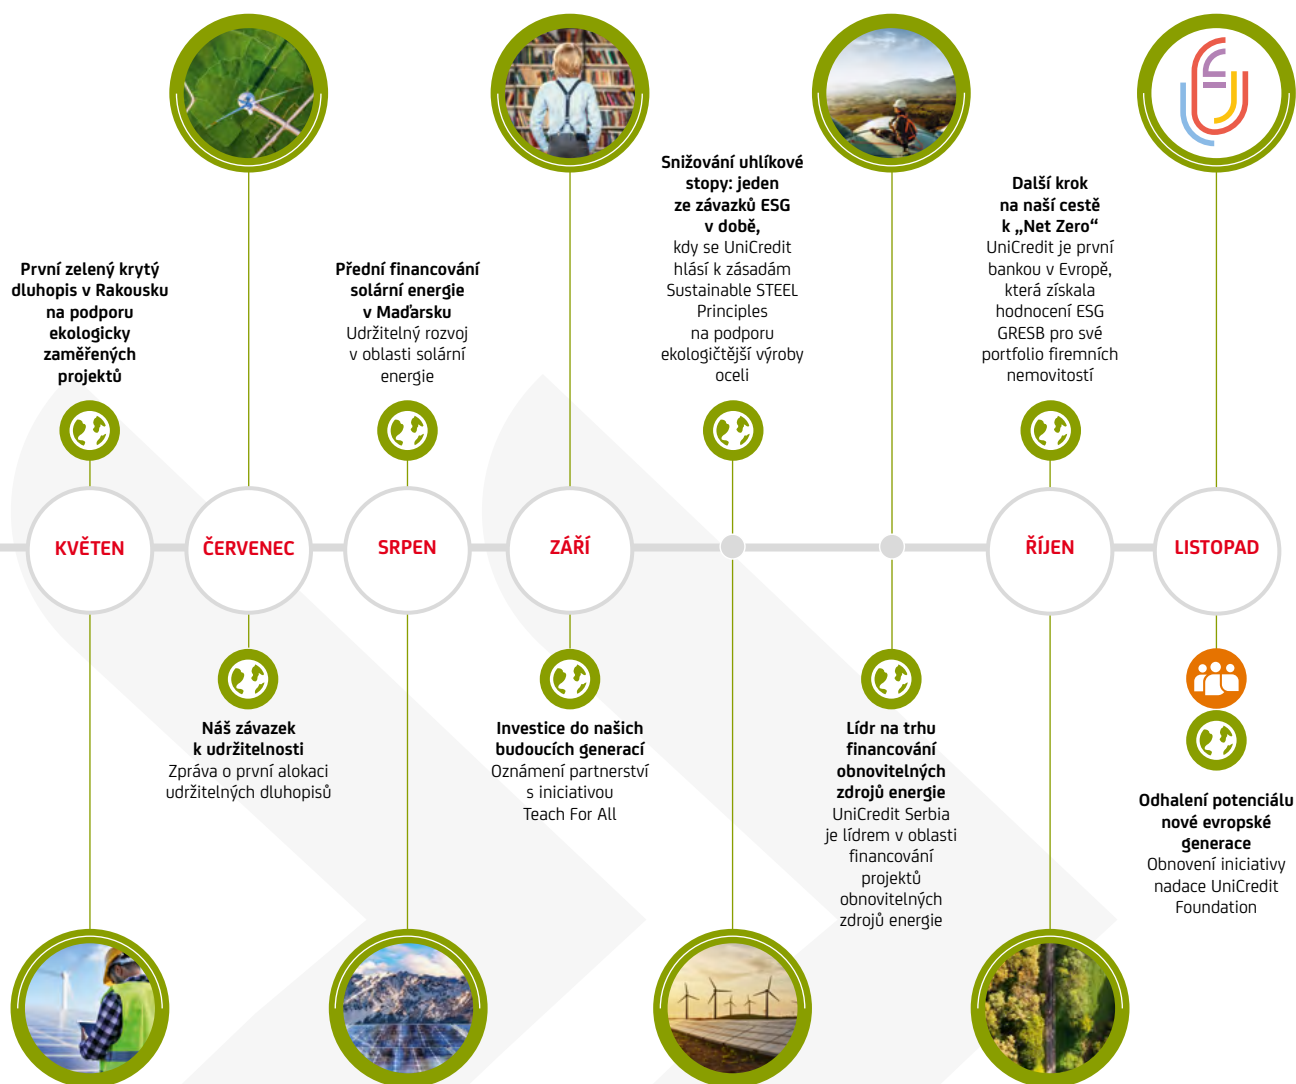 První zelený krytý
dluhopis v Rakousku
na podporu
ekologicky
zaměřených
projektů
Přední financování
solární energie
v Maďarsku
Udržitelný rozvoj
v oblasti solární
energie
Snižování uhlíkové
stopy: jeden
ze závazků ESG
v době,
kdy se UniCredit
hlásí k zásadám
Sustainable STEEL
Principles
na podporu
ekologičtější výroby
oceli
Další krok
na naší cestě
k „Net Zero“
UniCredit je první
bankou v Evropě,
která získala
hodnocení ESG
GRESB pro své
portfolio firemních
nemovitostí
KVĚTEN
ČERVENEC
SRPEN
ZÁŘÍ
ŘÍJEN
LISTOPAD
Náš závazek
k udržitelnosti
Zpráva o první alokaci
udržitelných dluhopisů
Investice do našich
budoucích generací
Oznámení partnerství
s iniciativou
Teach For All
Lídr na trhu
financování
obnovitelných
zdrojů energie
UniCredit Serbia
je lídrem v oblasti
financování
projektů
obnovitelných
zdrojů energie
Odhalení potenciálu
nové evropské
generace
Obnovení iniciativy
nadace UniCredit
Foundation